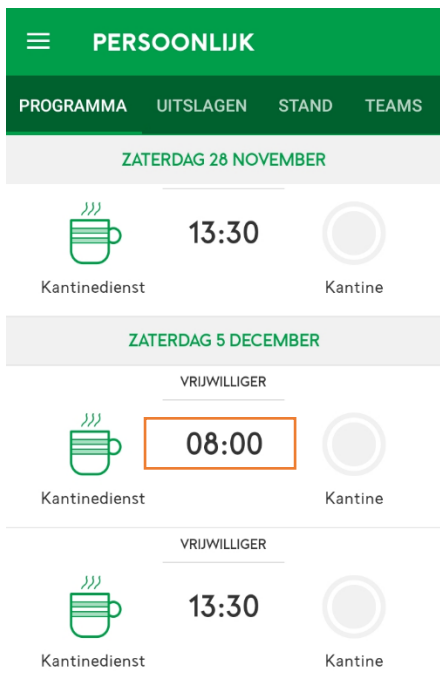 PERSOONLIJK
PROGRAMMA UITSLAGEN STAND TEAMS
ZATERDAG 28 NOVEMBER
13:30
Kantinedienst Kantine
ZATERDAG 5 DECEMBER
VRIJWILLIGER
08:00
Kantinedienst Kantine
VRIJWILLIGER
13:30
Kantinedienst Kantine